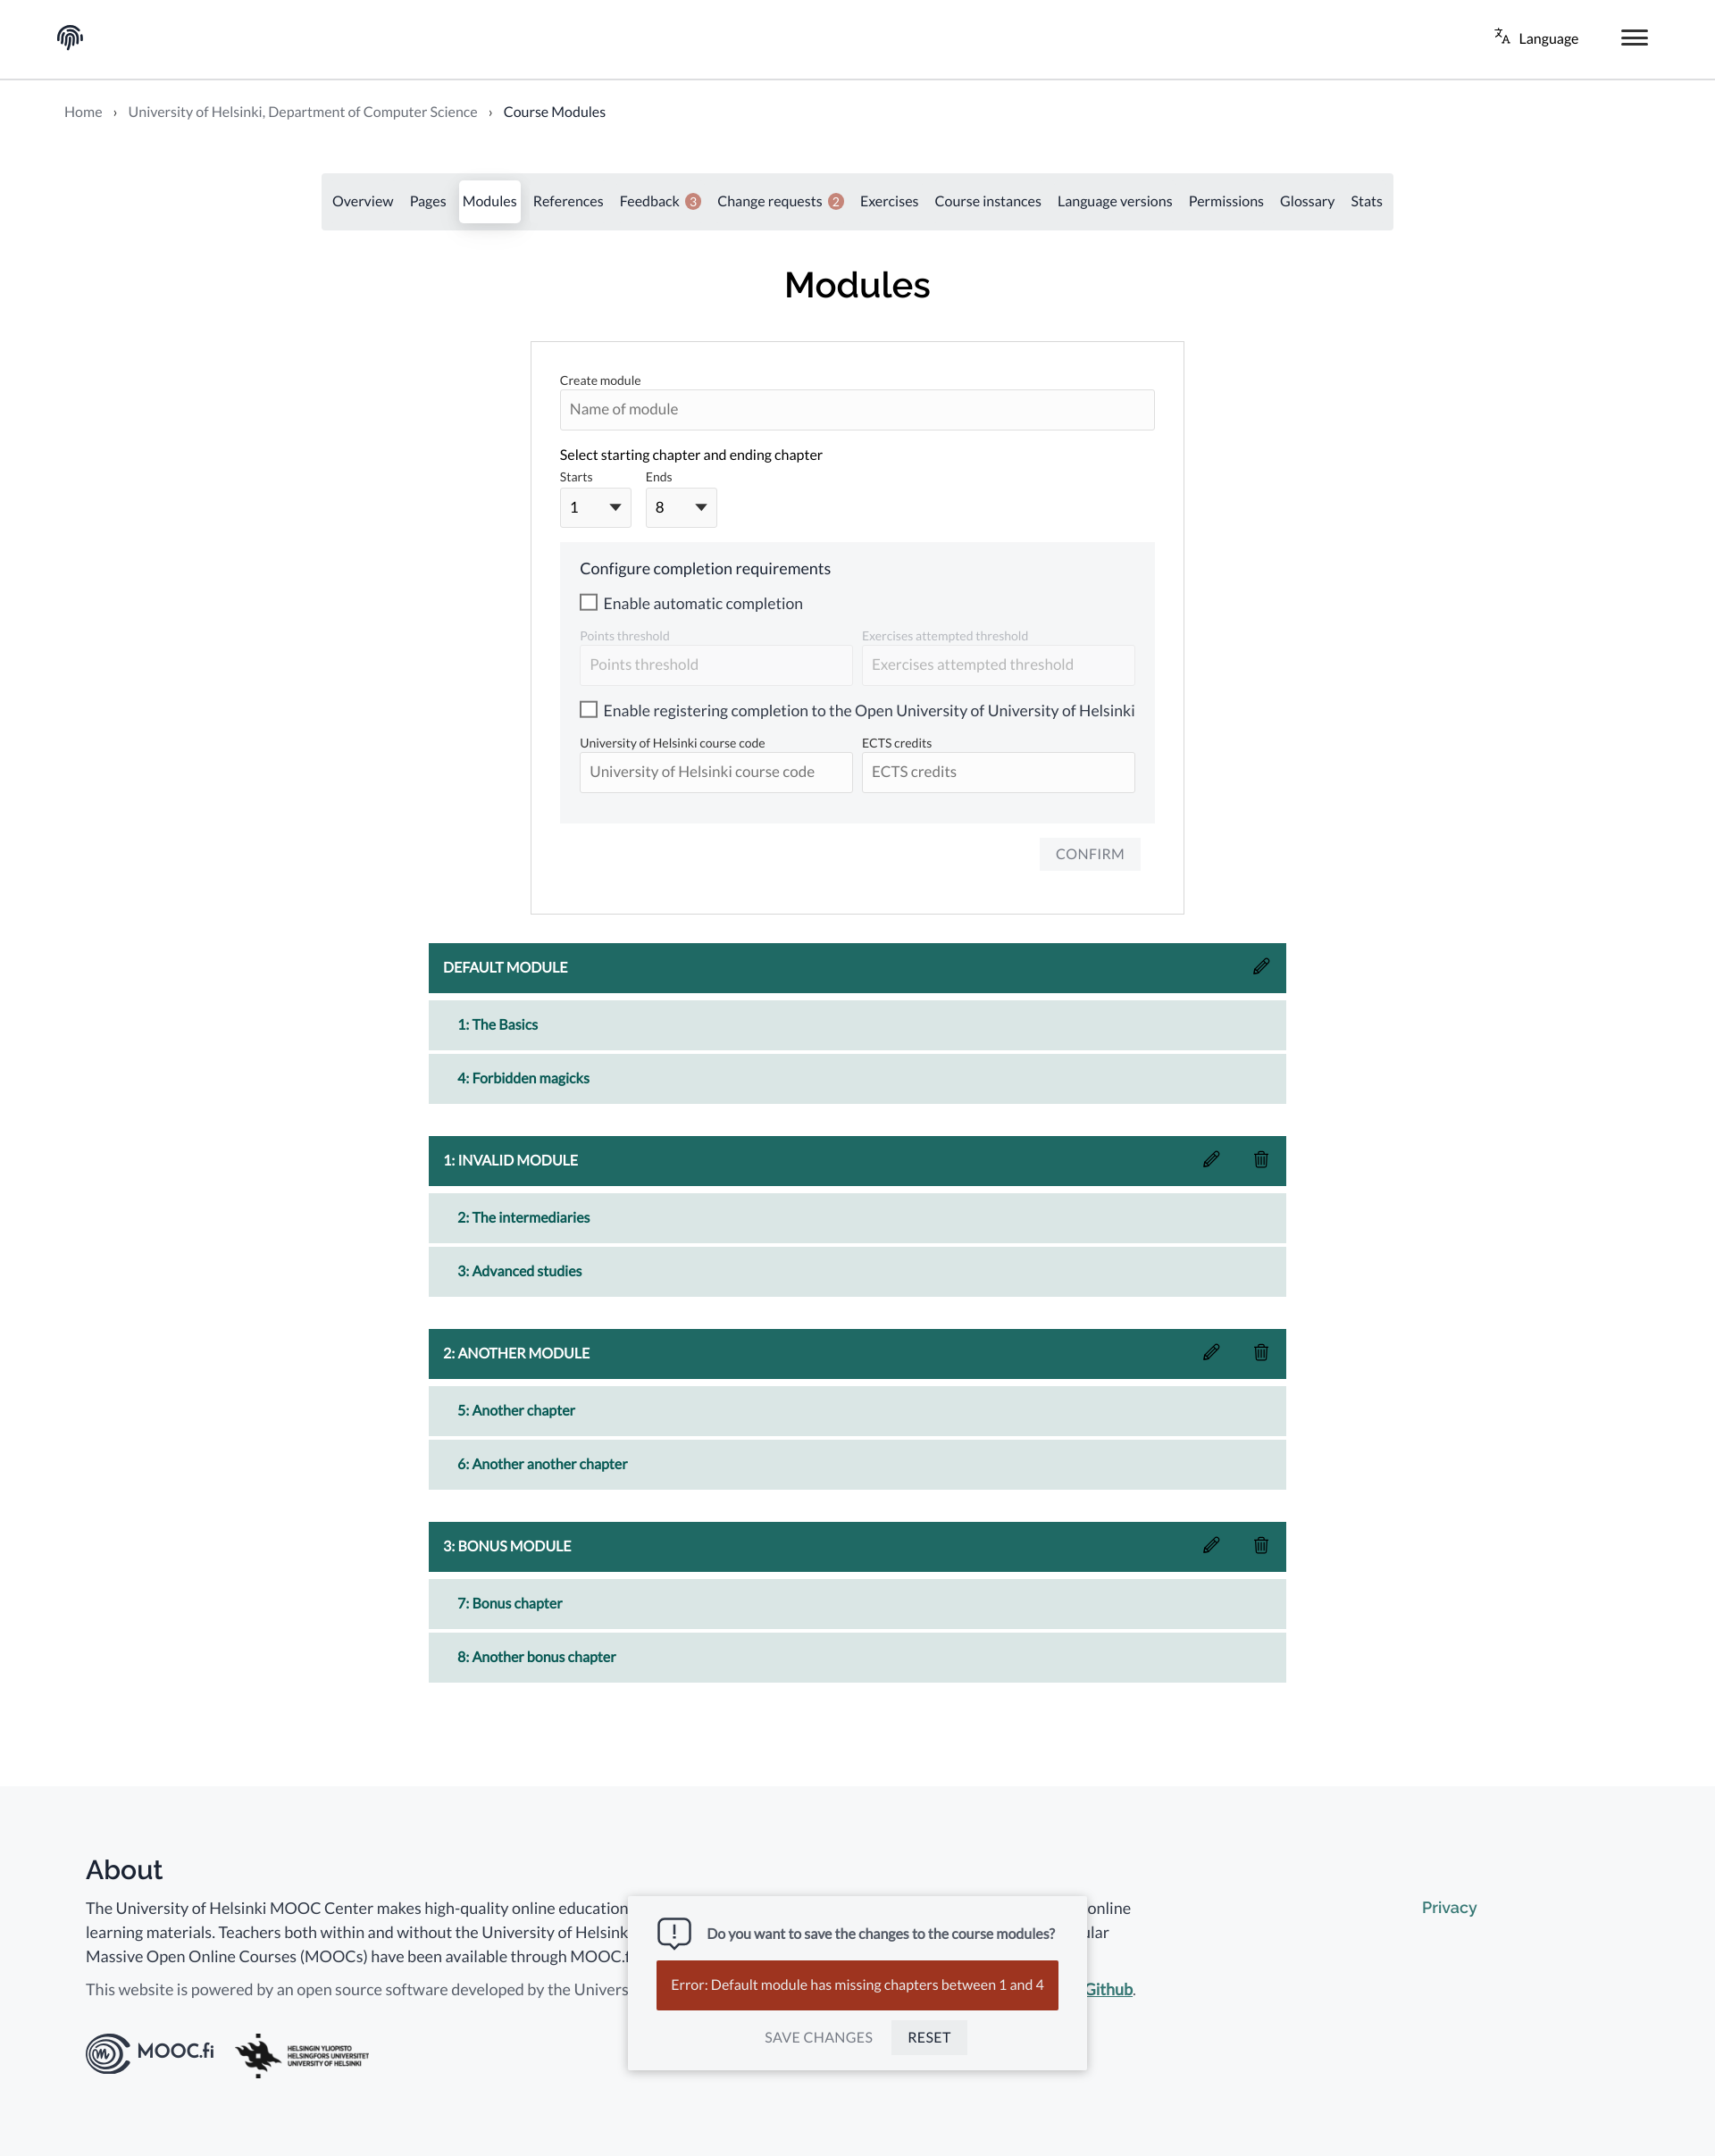 Language
Home › University of Helsinki, Department of Computer Science › Course Modules
Overview Pages Modules References Feedback 3 Change requests 2 Exercises Course instances Language versions Permissions Glossary Stats
Modules
Create module
Name of module
Select starting chapter and ending chapter
Starts Ends
1 8
Configure completion requirements
Enable automatic completion
Points threshold Exercises attempted threshold
Points threshold Exercises attempted threshold
Enable registering completion to the Open University of University of Helsinki
University of Helsinki course code ECTS credits
University of Helsinki course code ECTS credits
CONFIRM
DEFAULT MODULE
1: The Basics
4: Forbidden magicks
1: INVALID MODULE
2: The intermediaries
3: Advanced studies
2: ANOTHER MODULE
5: Another chapter
6: Another another chapter
3: BONUS MODULE
7: Bonus chapter
8: Another bonus chapter
About
The University of Helsinki MOOC Center makes high-quality online education online
learning materials. Teachers both within and without the University of Helsink
Massive Open Online Courses (MOOCs) have been available through MOOC.f
This website is powered by an open source software developed by the Univers Github.
Privacy
Do you want to save the changes to the course modules?
Error: Default module has missing chapters between 1 and 4
SAVE CHANGES RESET
MOOC.fi
HELSINGIN YLIOPISTO
HELSINGFORS UNIVERSITET
UNIVERSITY OF HELSINKI